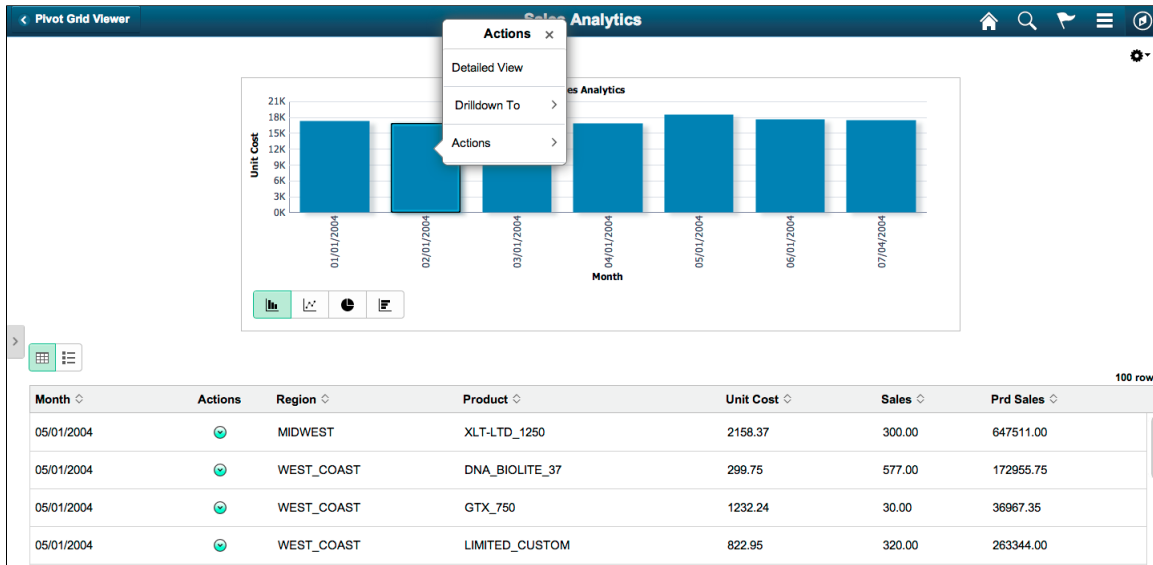 Pivot Grid Viewer
Sales Analytics
Actions ×
Detailed View
Drilldown To
Actions
es Analytics
Unit Cost
21K
18K
15K
12K
9K
6K
3K
0K
01/01/2004
02/01/2004
03/01/2004
04/01/2004
05/01/2004
06/01/2004
07/04/2004
Month
100 row
Month Actions Region Product Unit Cost Sales Prd Sales
05/01/2004 MIDWEST XLT-LTD_1250 2158.37 300.00 647511.00
05/01/2004 WEST_COAST DNA_BIOLITE_37 299.75 577.00 172955.75
05/01/2004 WEST_COAST GTX_750 1232.24 30.00 36967.35
05/01/2004 WEST_COAST LIMITED_CUSTOM 822.95 320.00 263344.00